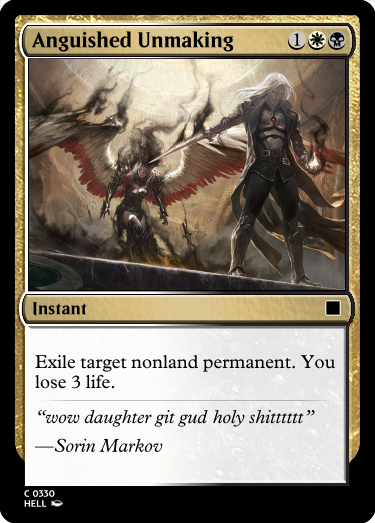 Anguished Unmaking 1
Instant
Exile target nonland permanent. You
lose 3 life.
“wow daughter git gud holy shitttttt”
—Sorin Markov
C 0330
HELL